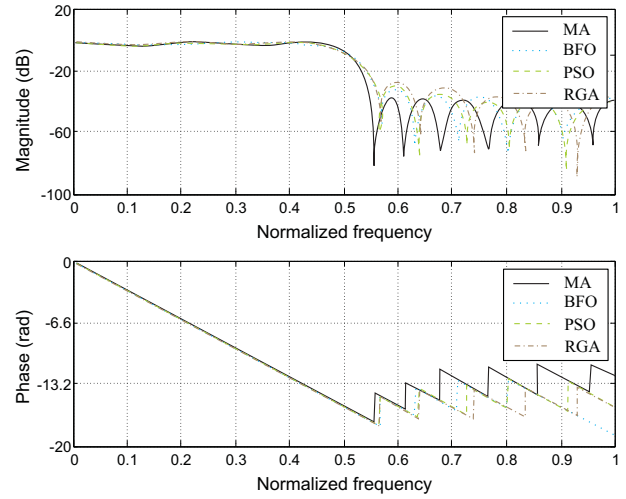 20
-20
-60
-100
Magnitude (dB)
MA
BFO
PSO
RGA
0 0.1 0.2 0.3 0.4 0.5 0.6 0.7 0.8 0.9 1
Normalized frequency
0
-6.6
-13.2
-20
Phase (rad)
MA
BFO
PSO
RGA
0 0.1 0.2 0.3 0.4 0.5 0.6 0.7 0.8 0.9 1
Normalized frequency